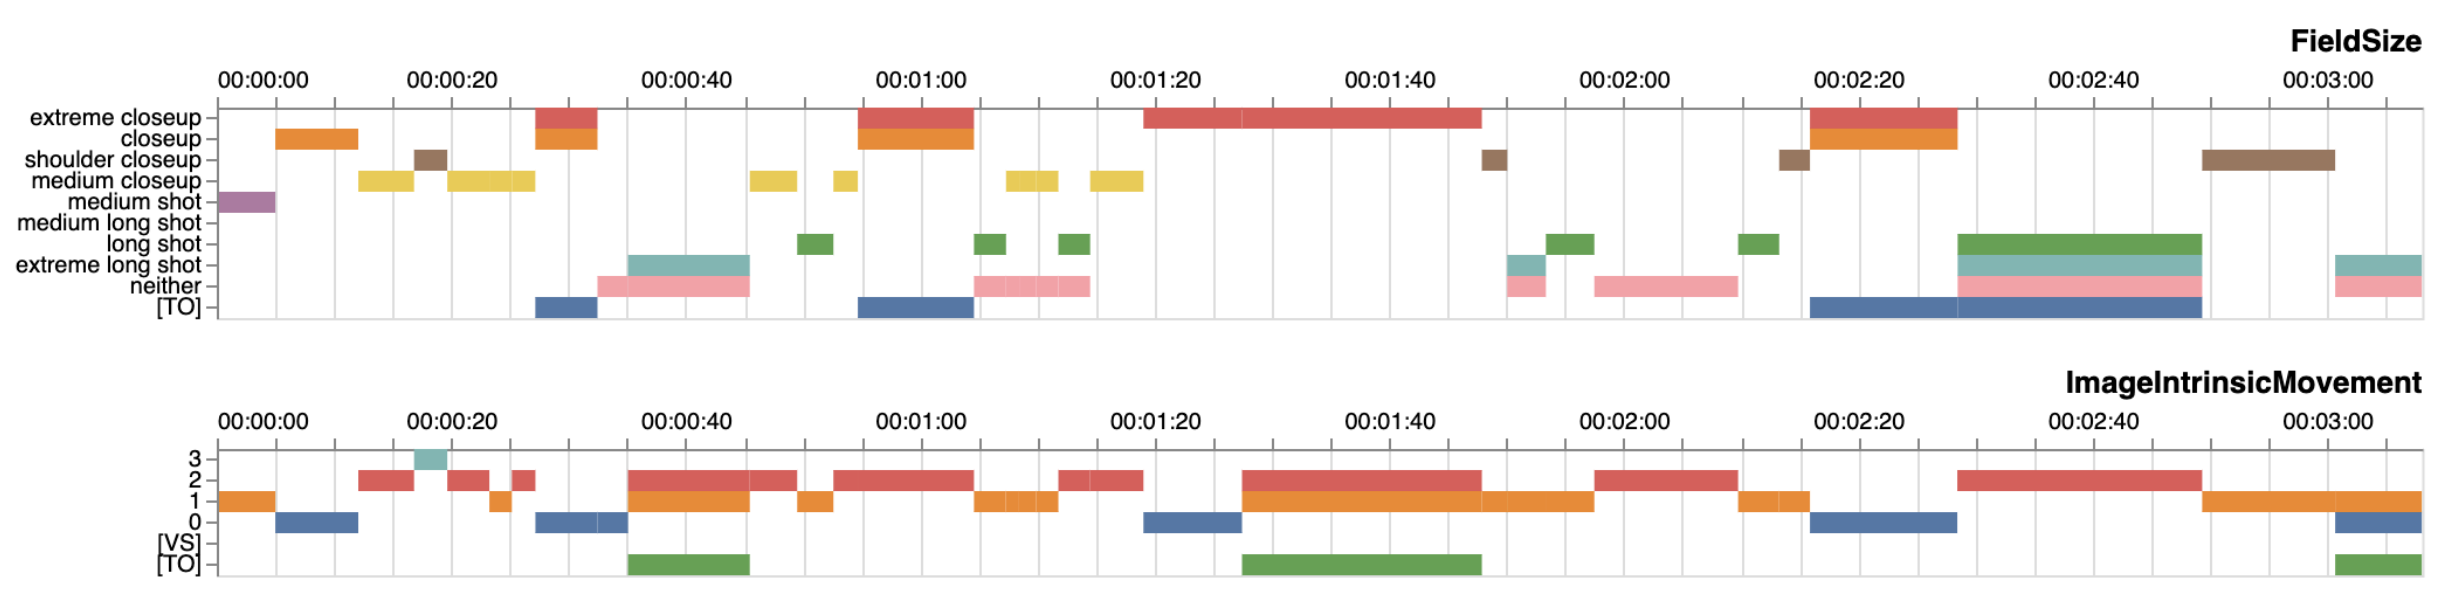 FieldSize
00:00:00 00:00:20 00:00:40 00:01:00 00:01:20 00:01:40 00:02:00 00:02:20 00:02:40 00:03:00
extreme closeup
closeup
shoulder closeup
medium closeup
medium shot
medium long shot
long shot
extreme long shot
neither
[TO]
ImageIntrinsicMovement
00:00:00 00:00:20 00:00:40 00:01:00 00:01:20 00:01:40 00:02:00 00:02:20 00:02:40 00:03:00
3
2
1
0
[VS]
[TO]